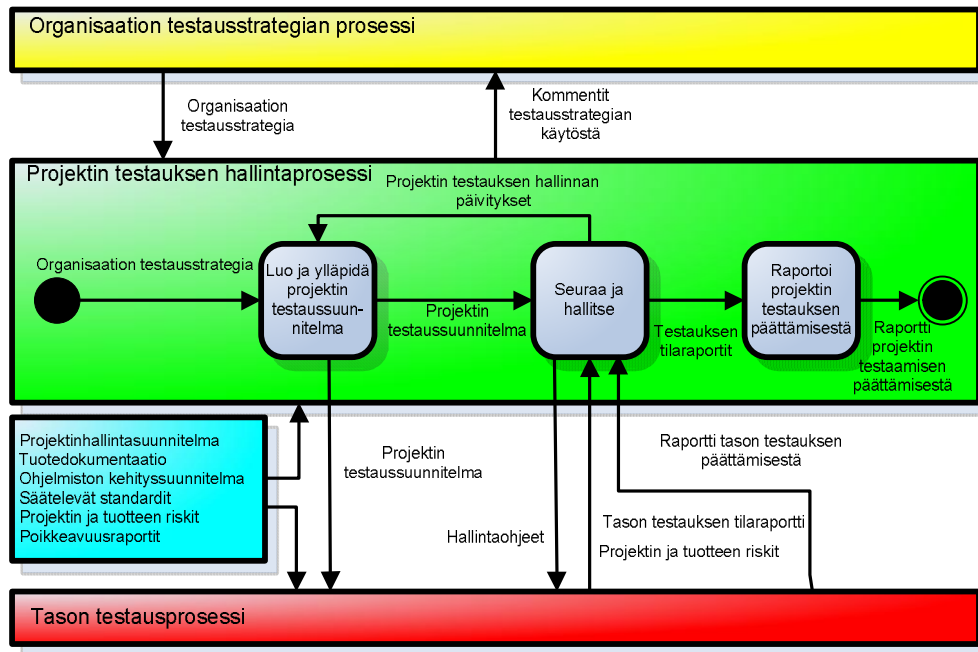 Organisaation testausstrategian prosessi
Organisaation
testausstrategia
Kommentit
testausstrategian
käytöstä
Projektin testauksen hallintaprosessi
Projektin testauksen hallinnan
päivitykset
Organisaation testausstrategia
Luo ja ylläpidä
projektin
testaussuun-
nitelma
Projektin
testaussuunnitelma
Seuraa ja
hallitse
Testauksen
tilaraportit
Raportoi
projektin
testauksen
päättämisestä
Raportti
projektin
testaamisen
päättämisestä
Projektinhallintasuunnitelma
Tuotedokumentaatio
Ohjelmiston kehityssuunnitelma
Säätelevät standardit
Projektin ja tuotteen riskit
Poikkeavuusraportit
Projektin
testaussuunnitelma
Hallintaohjeet
Raportti tason testauksen
päättämisestä
Tason testauksen tilaraportti
Projektin ja tuotteen riskit
Tason testausprosessi